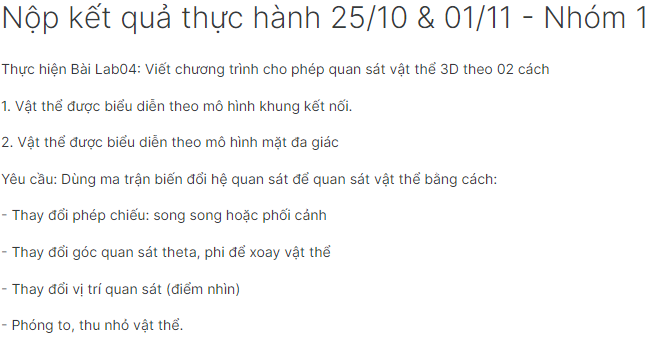 Nộp kết quả thực hành 25/10 & 01/11 - Nhóm 1
Thực hiện Bài Lab04: Viết chương trình cho phép quan sát vật thể 3D theo 02 cách
1. Vật thể được biểu diễn theo mô hình khung kết nối.
2. Vật thể được biểu diễn theo mô hình mặt đa giác
Yêu cầu: Dùng ma trận biến đổi hệ quan sát để quan sát vật thể bằng cách:
- Thay đổi phép chiếu: song song hoặc phối cảnh
- Thay đổi góc quan sát theta, phi để xoay vật thể
- Thay đổi vị trí quan sát (điểm nhìn)
- Phóng to, thu nhỏ vật thể.